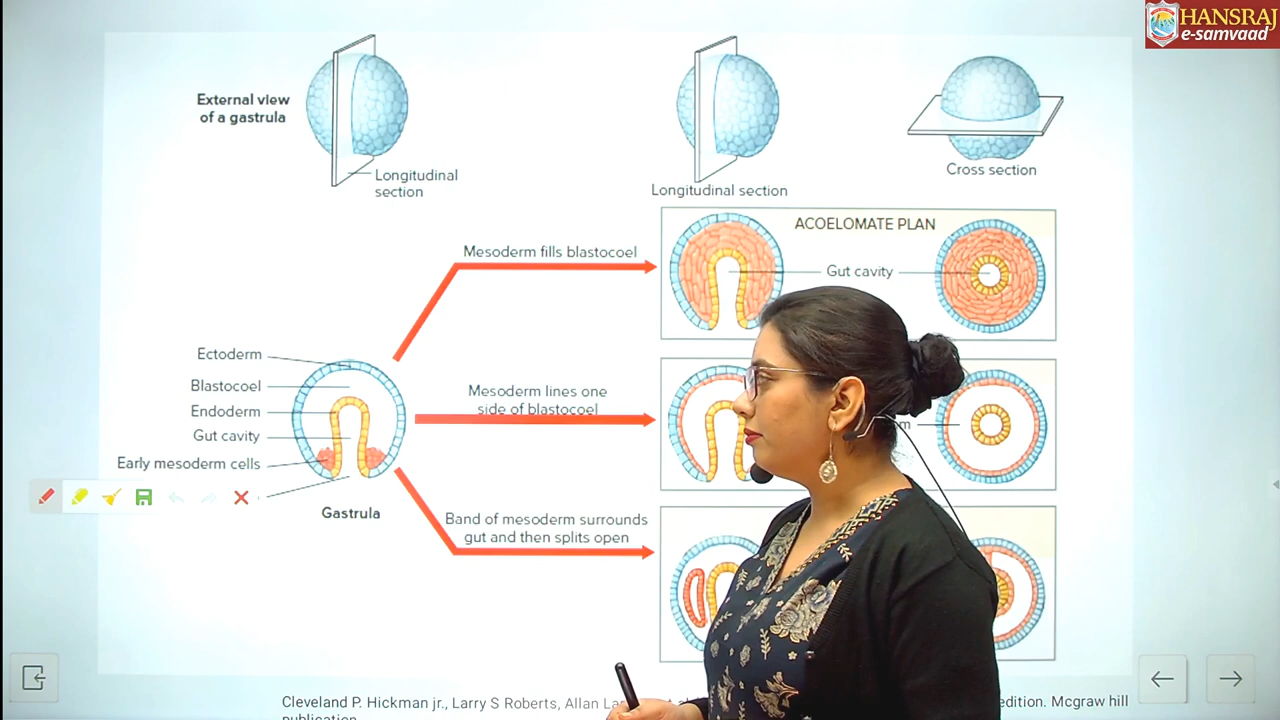 HANSRAJ
e-samvaad
External view
of a gastrula
Longitudinal
section
Longitudinal section
Cross section
ACOELOMATE PLAN
Mesoderm fills blastocoel
Gut cavity
Ectoderm
Blastocoel
Endoderm
Gut cavity
Early mesoderm cells
Gastrula
Mesoderm lines one
side of blastocoel
Band of mesoderm surrounds
gut and then splits open
Cleveland P. Hickman jr., Larry S Roberts, Allan edition. Mcgraw hill
publication